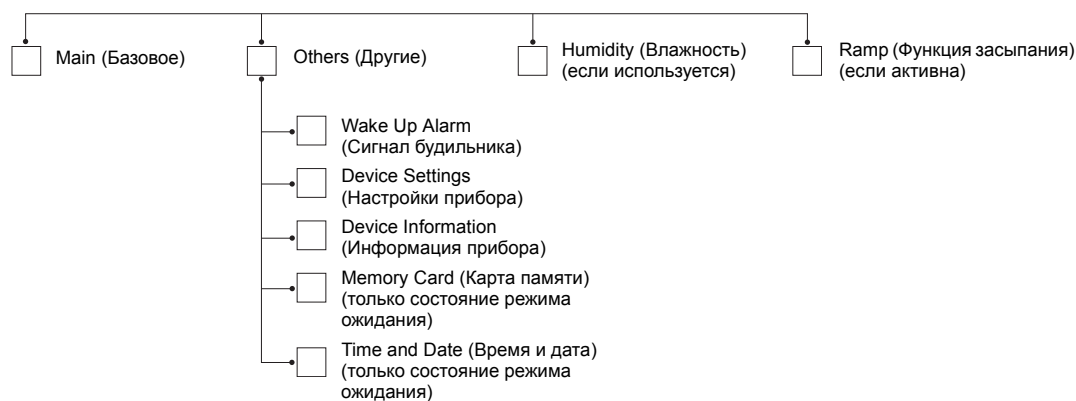 Main (Базовое)
Others (Другие)
Humidity (Влажность)
(если используется)
Ramp (Функция засыпания)
(если активна)
Wake Up Alarm
(Сигнал будильника)
Device Settings
(Настройки прибора)
Device Information
(Информация прибора)
Memory Card (Карта памяти)
(только состояние режима
ожидания)
Time and Date (Время и дата)
(только состояние режима
ожидания)